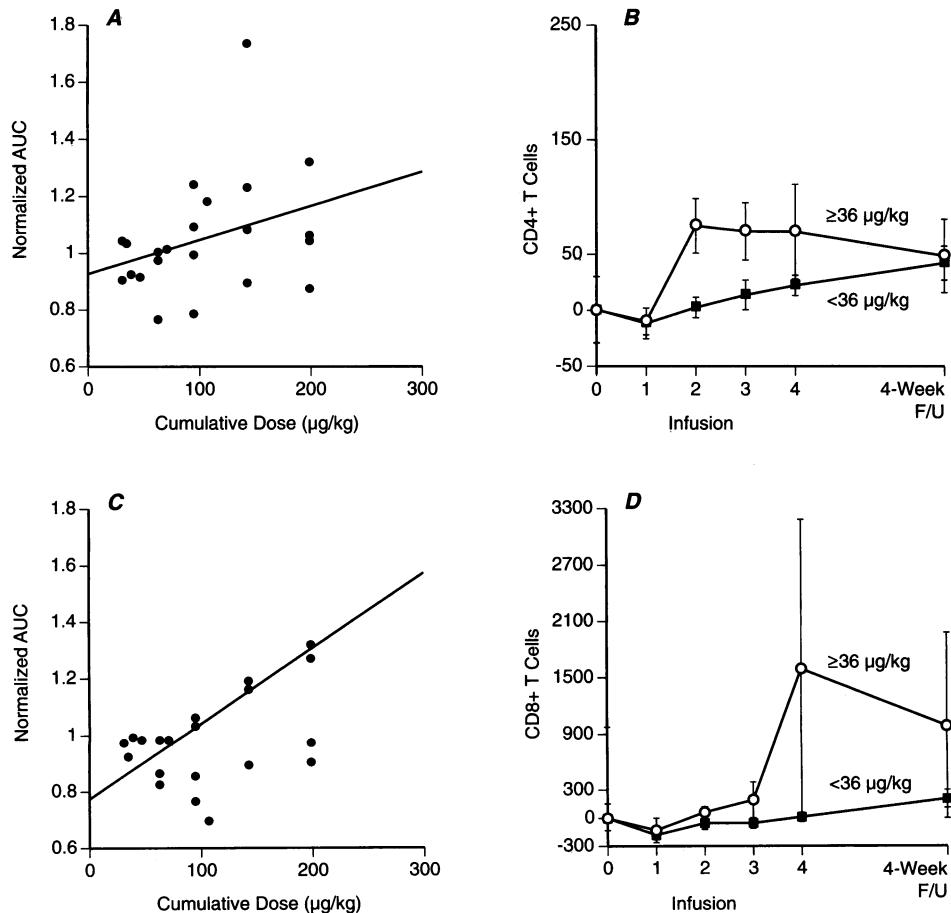 A
1.8
1.6
1.4
1.2
1
0.8
0.6
Normalized AUC
0 100 200 300
Cumulative Dose (µg/kg)
B
250
150
50
0
-50
CD4+ T Cells
≥36 µg/kg
<36 µg/kg
0 1 2 3 4 4-Week
F/U
Infusion
C
1.8
1.6
1.4
1.2
1
0.8
0.6
Normalized AUC
0 100 200 300
Cumulative Dose (µg/kg)
D
3300
2700
2100
1500
900
300
0
-300
CD8+ T Cells
≥36 µg/kg
<36 µg/kg
0 1 2 3 4 4-Week
F/U
Infusion